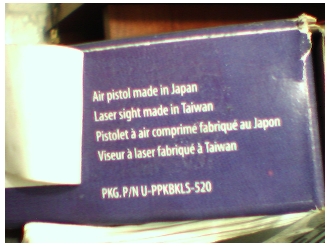 Air pistol made in Japan
Laser sight made in Taiwan
Pistolet à air comprimé fabriqué au Japon
Viseur à laser fabriqué à Taiwan
PKG. P/N U-PPKBKLS-520